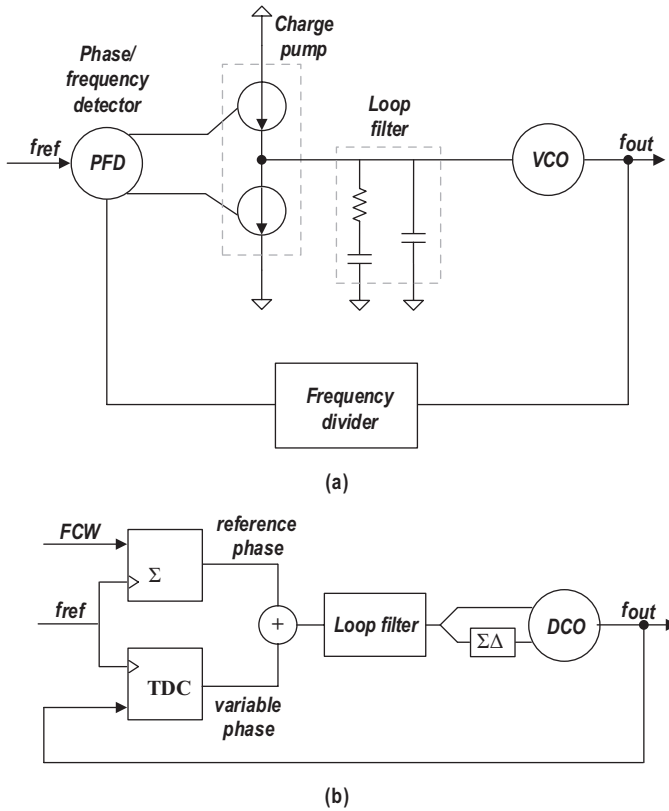 Charge
pump
Phase/
frequency
detector
Loop
filter
fref
PFD
VCO
fout
Frequency
divider
(a)
FCW
reference
phase
Σ
fref
+
Loop filter
ΣΔ
DCO
fout
TDC
variable
phase
(b)